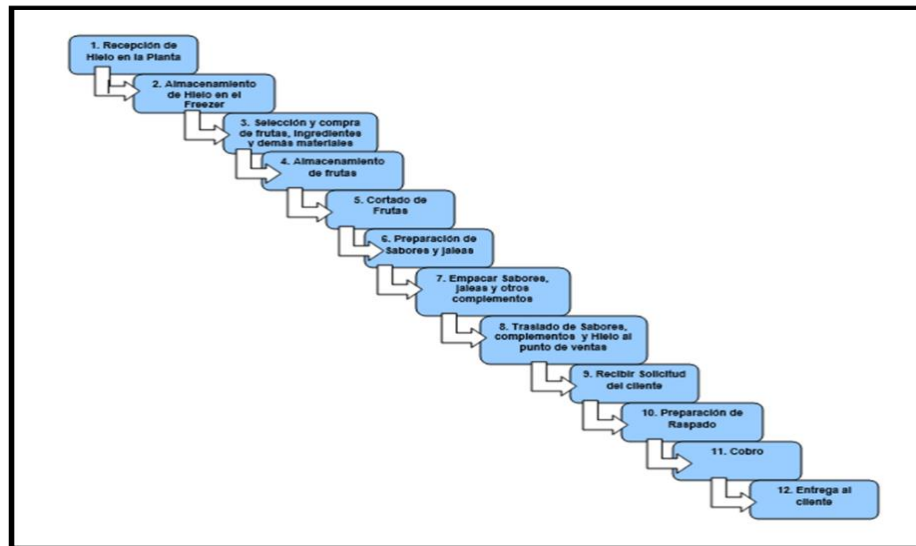 1. Recepción de
Hielo en la Planta
2. Almacenamiento
de Hielo en el
Freezer
3. Selección y compra
de frutas, ingredientes
y demás materiales
4. Almacenamiento
de frutas
5. Cortado de
Frutas
6. Preparación de
Sabores y jaleas
7. Empacar Sabores,
jaleas y otros
complementos
8. Traslado de Sabores,
complementos y Hielo al
punto de ventas
9. Recibir Solicitud
del cliente
10. Preparación de
Raspado
11. Cobro
12. Entrega al
cliente